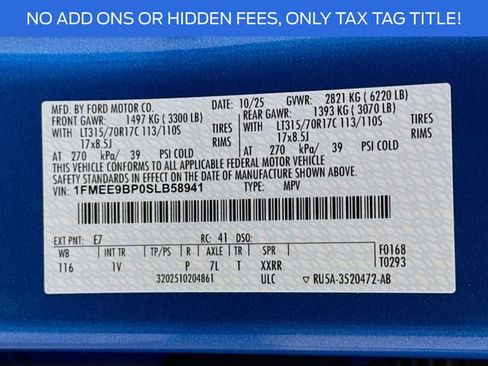 NO ADD ONS OR HIDDEN FEES, ONLY TAX TAG TITLE!
MFD. BY FORD MOTOR CO.
DATE: 10/25 GVWR: 2821 KG ( 6220 LB)
FRONT GAWR: 1497 KG ( 3300 LB) REAR GAWR: 1393 KG ( 3070 LB)
WITH LT315/70R17C 113/110S TIRES WITH LT315/70R17C 113/110S TIRES
17x8.5J RIMS 17x8.5J RIMS
AT 270 kPa/ 39 PSI COLD AT 270 kPa/ 39 PSI COLD
THIS VEHICLE CONFORMS TO ALL APPLICABLE FEDERAL MOTOR VEHICLE
SAFETY STANDARDS IN EFFECT ON THE DATE OF MANUFACTURE SHOWN ABOVE.
VIN: 1FMEE9BP0SLB58941 TYPE: MPV
EXT PNT: E7 RC: 41 DSO:
WB INT TR TP/PS R AXLE TR SPR F0168
116 1V P 7L T XXRR T0293
3202510204861 ULC ▽ RU5A-3520472-AB